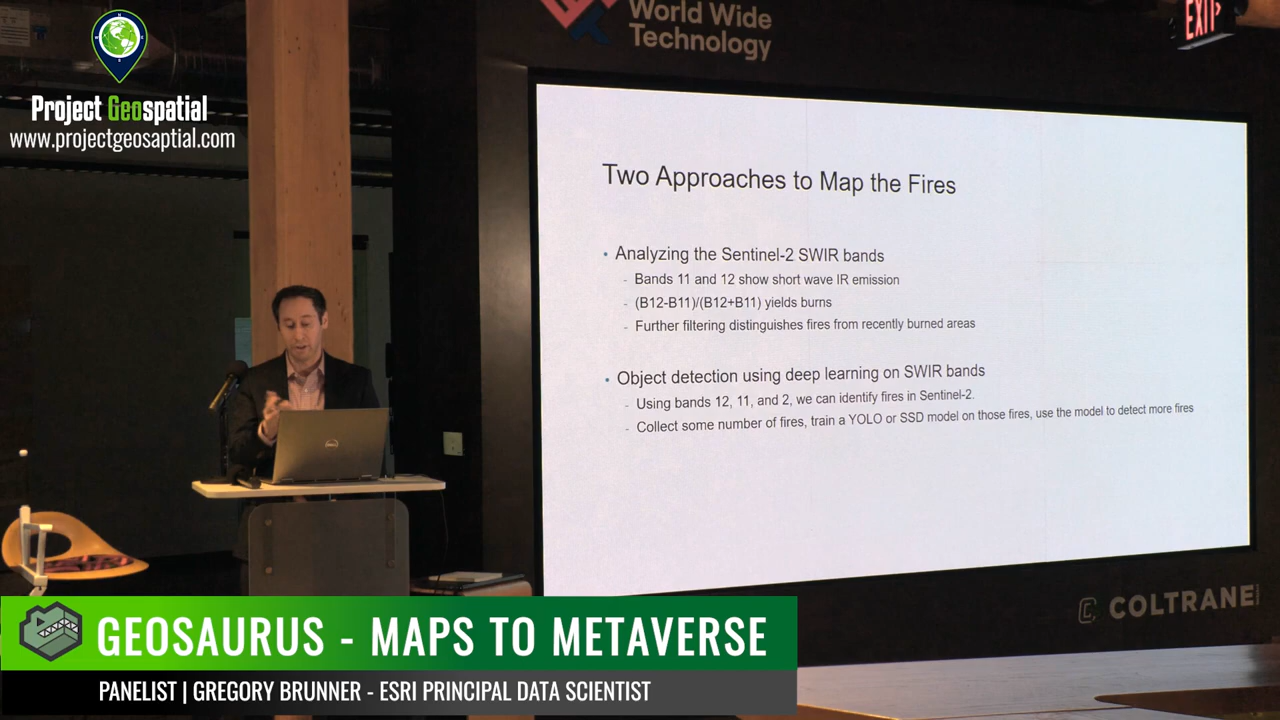 Project Geospatial
www.projectgeosaptial.com
World Wide
Technology
EXIT
Two Approaches to Map the Fires
• Analyzing the Sentinel-2 SWIR bands
- Bands 11 and 12 show short wave IR emission
- (B12-B11)/(B12+B11) yields burns
- Further filtering distinguishes fires from recently burned areas
• Object detection using deep learning on SWIR bands
- Using bands 12, 11, and 2, we can identify fires in Sentinel-2.
- Collect some number of fires, train a YOLO or SSD model on those fires, use the model to detect more fires
DELL
COLTRANE
GEOSAURUS - MAPS TO METAVERSE
PANELIST | GREGORY BRUNNER - ESRI PRINCIPAL DATA SCIENTIST